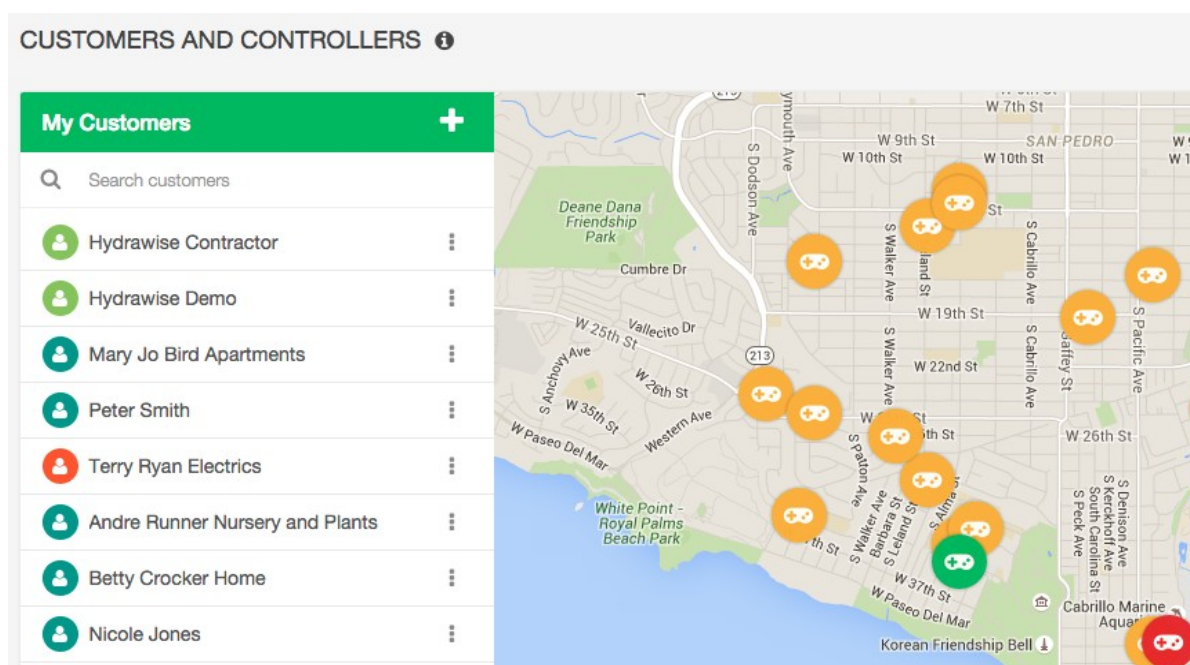 CUSTOMERS AND CONTROLLERS
My Customers
Search customers
Hydrawise Contractor
Hydrawise Demo
Mary Jo Bird Apartments
Peter Smith
Terry Ryan Electrics
Andre Runner Nursery and Plants
Betty Crocker Home
Nicole Jones
W 7th St
W 9th St
SAN PEDRO
W 10th St
W 10th St
S Dodson Ave
Deane Dana
Friendship
Park
St
Cumbre Dr
S Walker Ave
S Cabrillo Ave
W 19th St
Vallecito Dr
W 25th St
213
S Walker Ave
S Cabrillo Ave
S Pacific Ave
W 22nd St
S Anchovy Ave
W 26th St
W 35th St
Western Ave
W Paseo Del Mar
St
W 26th St
S Patton Ave
White Point -
Royal Palms
Beach Park
S Walker Ave
Barbara St
S Leland St
S Alma
S Peck Ave
South Carolina St
S Kerckhoff Ave
S Denison Ave
W 37th St
W Paseo Del Mar
Cabrillo Marine
Korean Friendship Bell